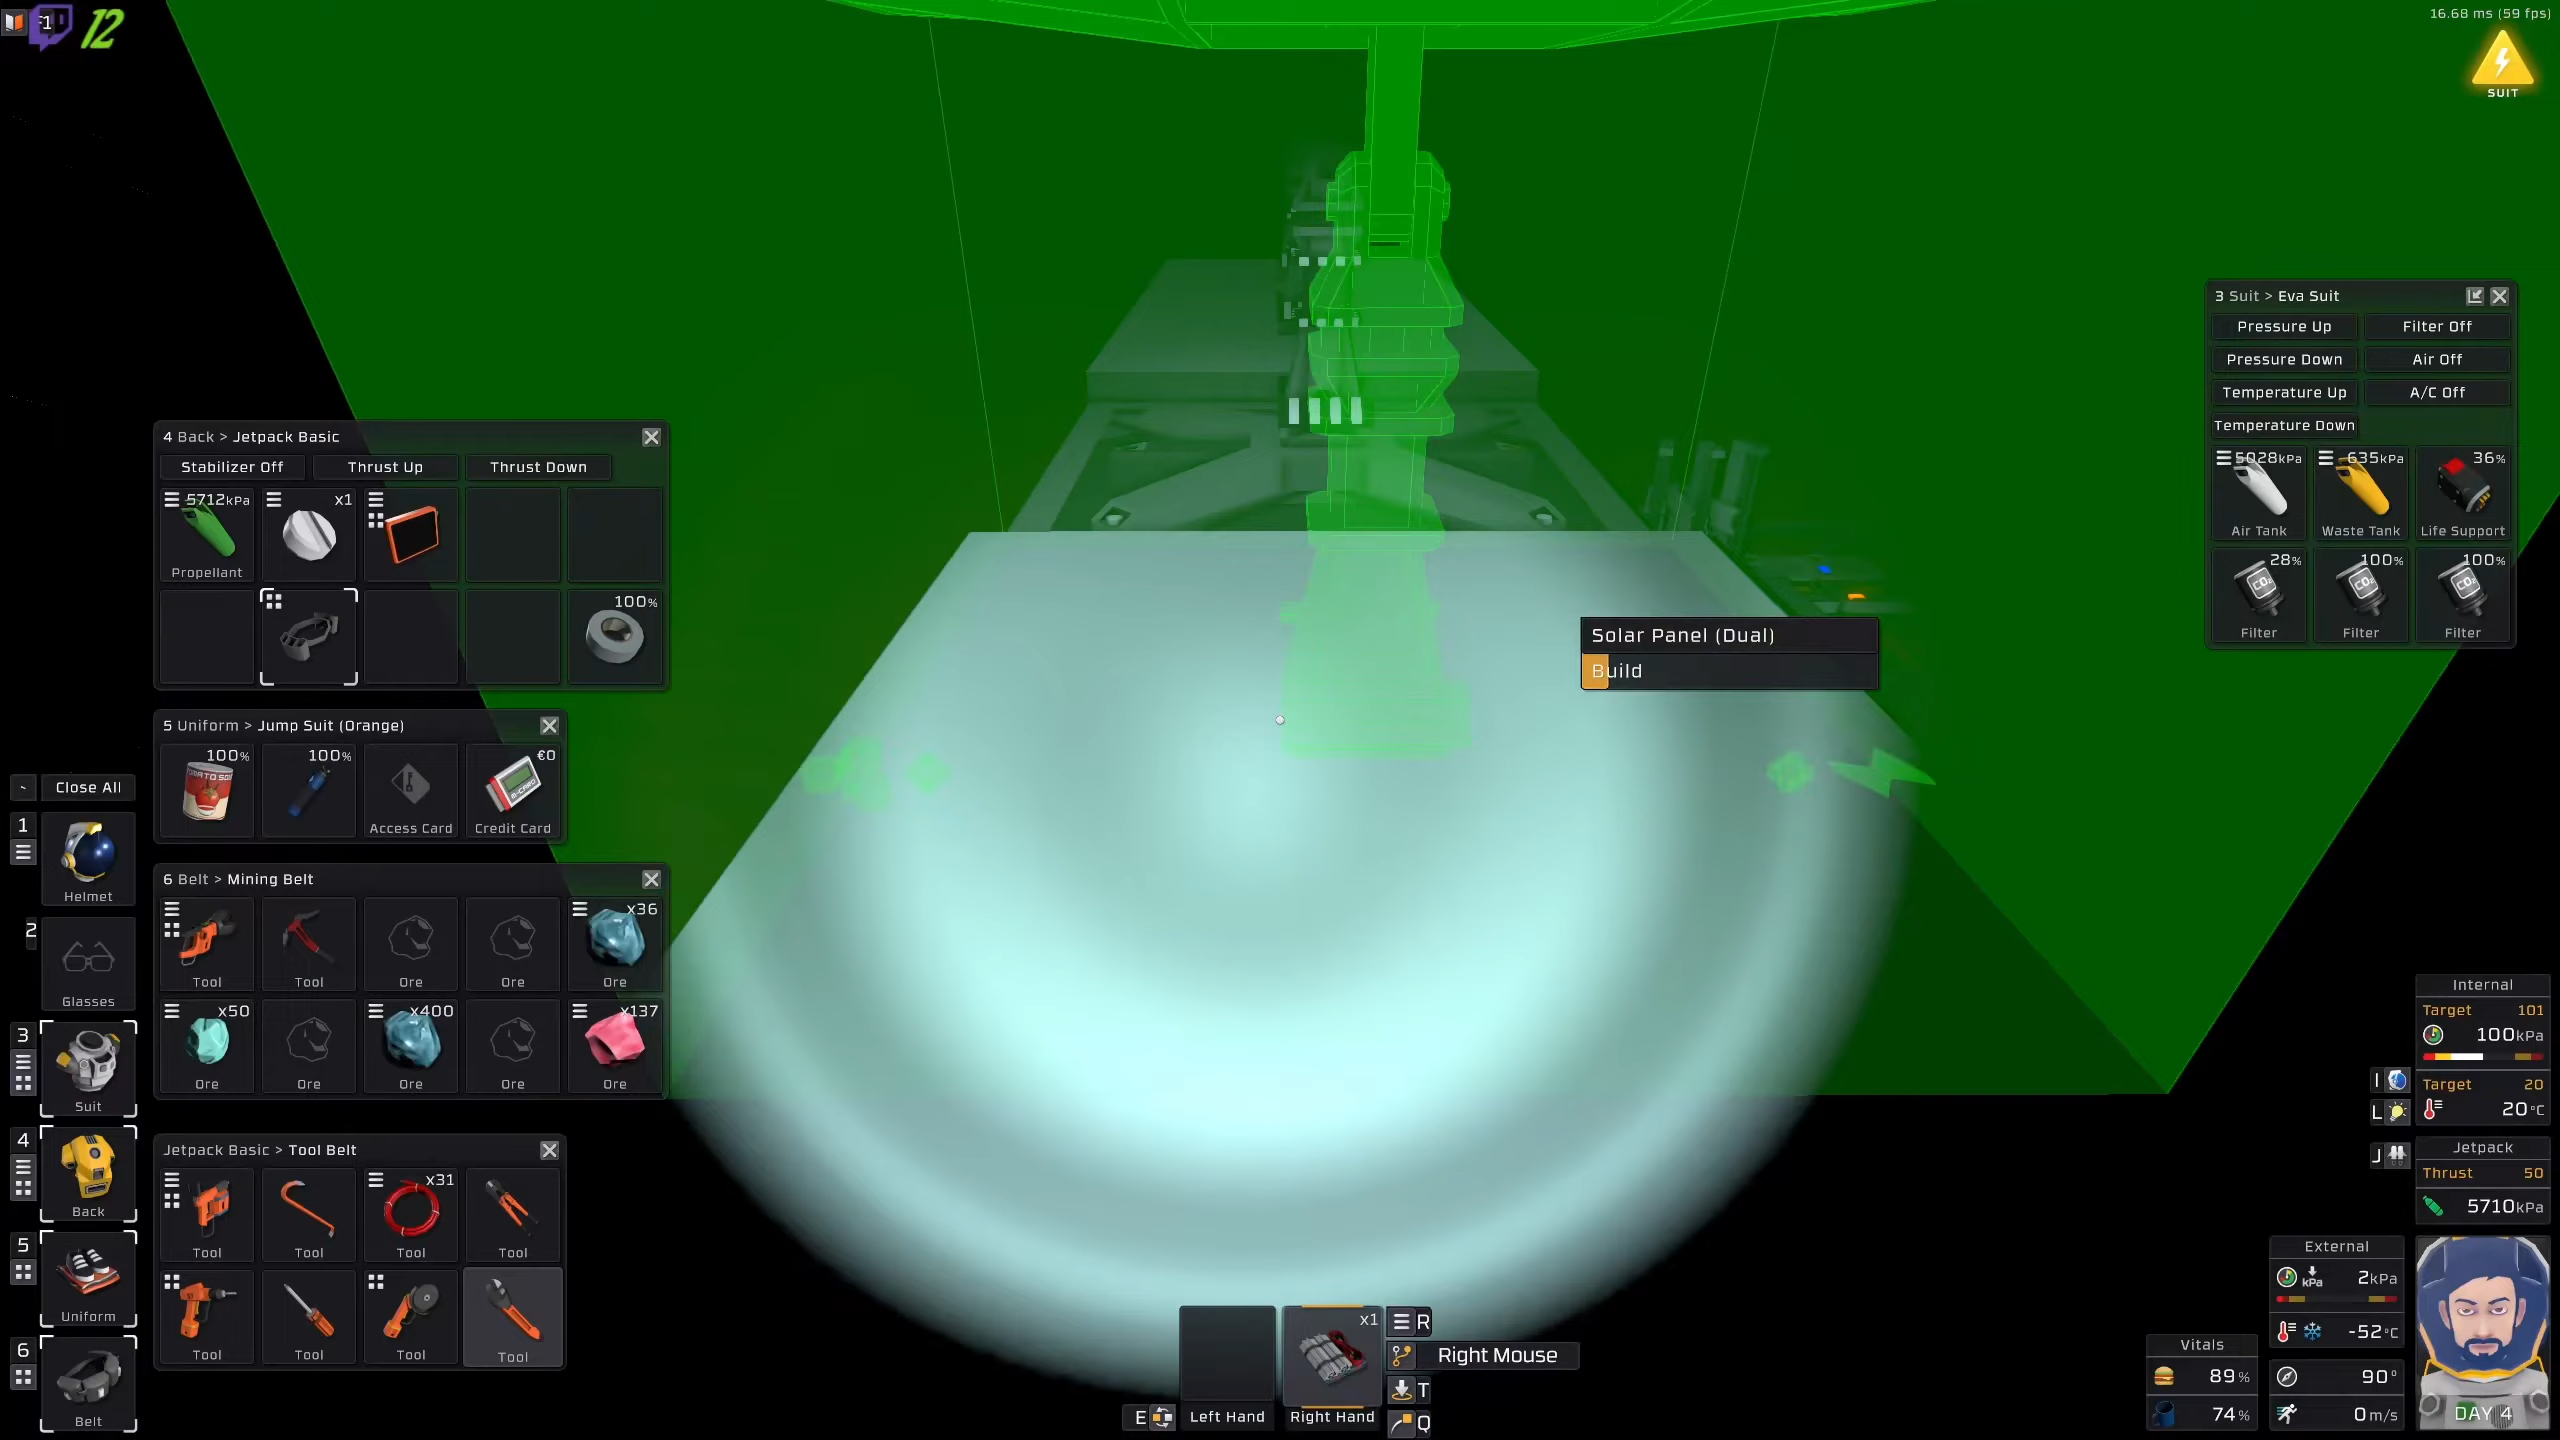 F1
12
16.68 ms (59 fps)
SUIT
3 Suit > Eva Suit
Pressure Up
Filter Off
Pressure Down
Air Off
Temperature Up
A/C Off
Temperature Down
5028kPa
635kPa
36%
Air Tank
Waste Tank
Life Support
28%
100%
100%
CO₂
CO₂
CO₂
Filter
Filter
Filter
4 Back > Jetpack Basic
Stabilizer Off
Thrust Up
Thrust Down
5712kPa
x1
Propellant
100%
Solar Panel (Dual)
Build
5 Uniform > Jump Suit (Orange)
100%
100%
€0
Access Card
Credit Card
~
Close All
1
Helmet
2
Glasses
3
Suit
4
Back
5
Uniform
6
Belt
6 Belt > Mining Belt
x36
Tool
Tool
Ore
Ore
Ore
x50
x400
x137
Ore
Ore
Ore
Ore
Ore
Jetpack Basic > Tool Belt
x31
Tool
Tool
Tool
Tool
Tool
Tool
Tool
Tool
x1
R
Right Mouse
T
E
Left Hand
Right Hand
Q
Internal
Target 101
100kPa
Target 20
20°C
I
L
J
Jetpack
Thrust 50
5710kPa
External
kPa
2kPa
-52°C
90°
0m/s
Vitals
89%
74%
DAY 4